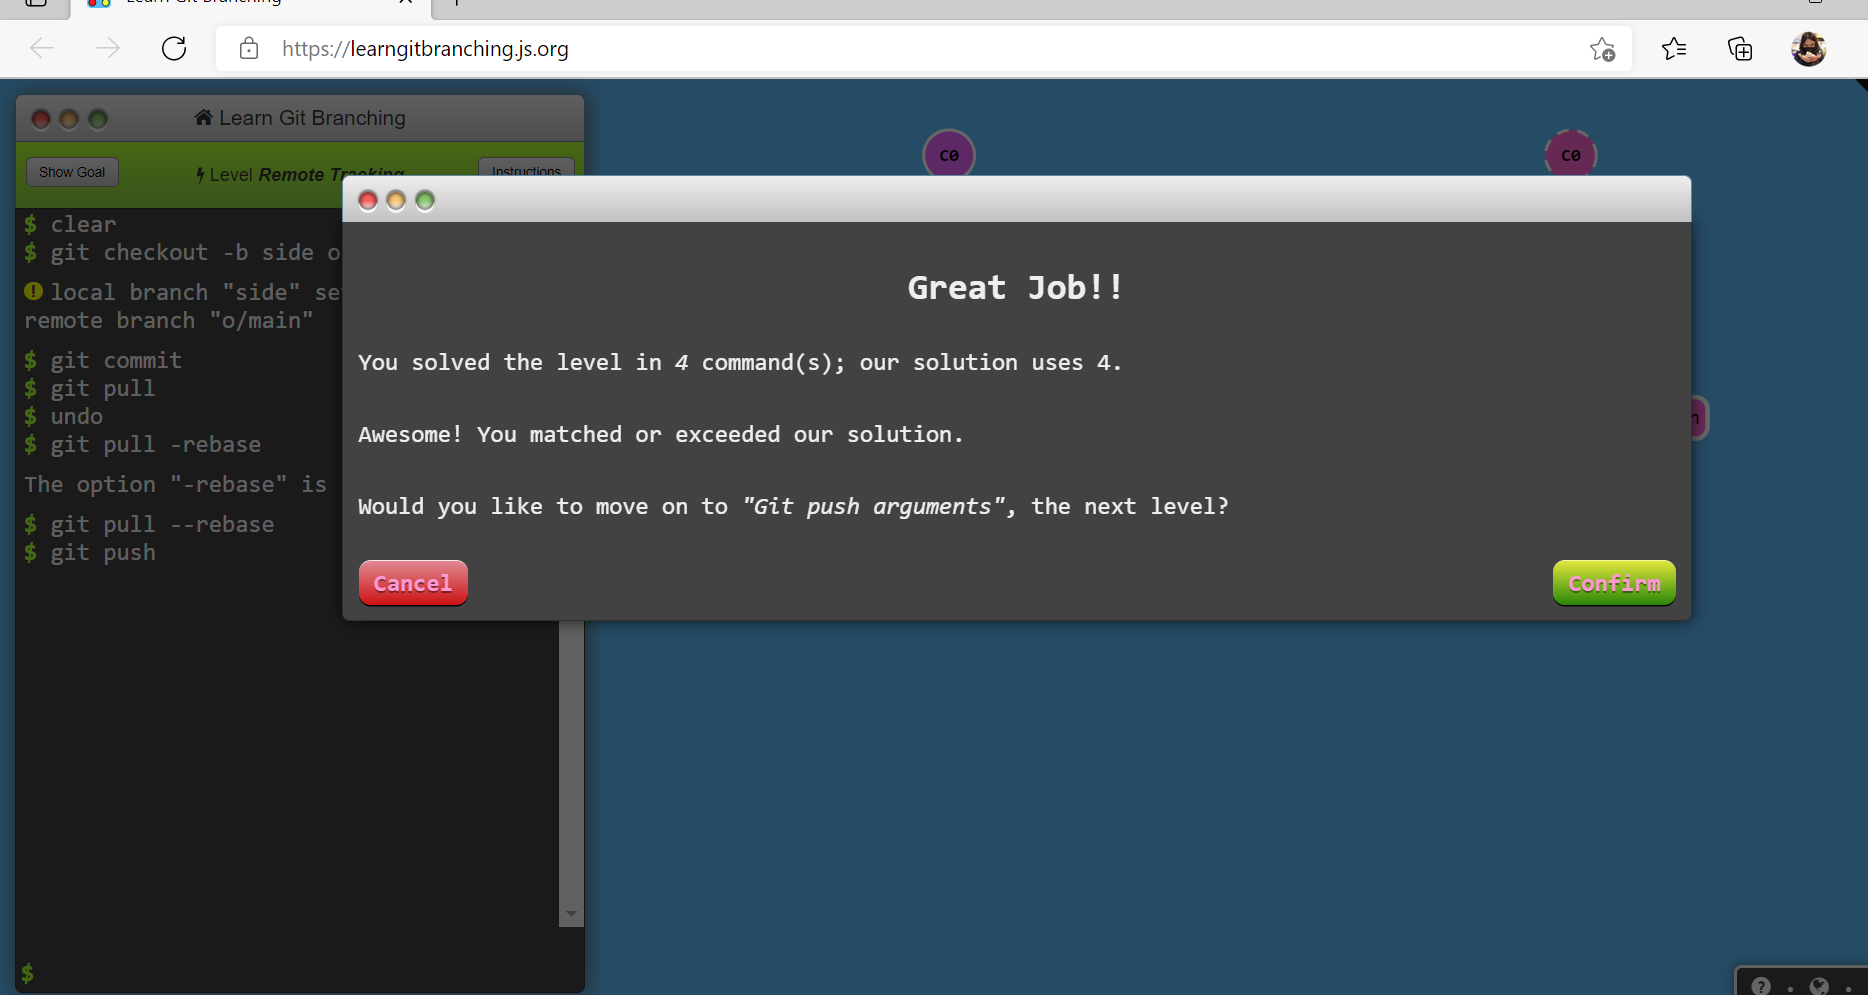 https://learngitbranching.js.org
Learn Git Branching
Show Goal
Level Remote Tracking
Instructions
$ clear
$ git checkout -b side o
local branch "side" se
remote branch "o/main"
$ git commit
$ git pull
$ undo
$ git pull -rebase
The option "-rebase" is
$ git pull --rebase
$ git push
$
C0
C0
Great Job!!
You solved the level in 4 command(s); our solution uses 4.
Awesome! You matched or exceeded our solution.
Would you like to move on to "Git push arguments", the next level?
Cancel
Confirm